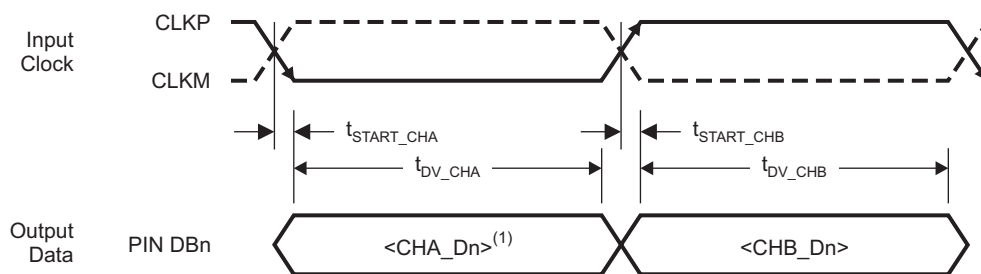 Input
Clock
CLKP
CLKM
tSTART_CHA
tSTART_CHB
tDV_CHA
tDV_CHB
Output
Data
PIN DBn
<CHA_Dn>(1)
<CHB_Dn>